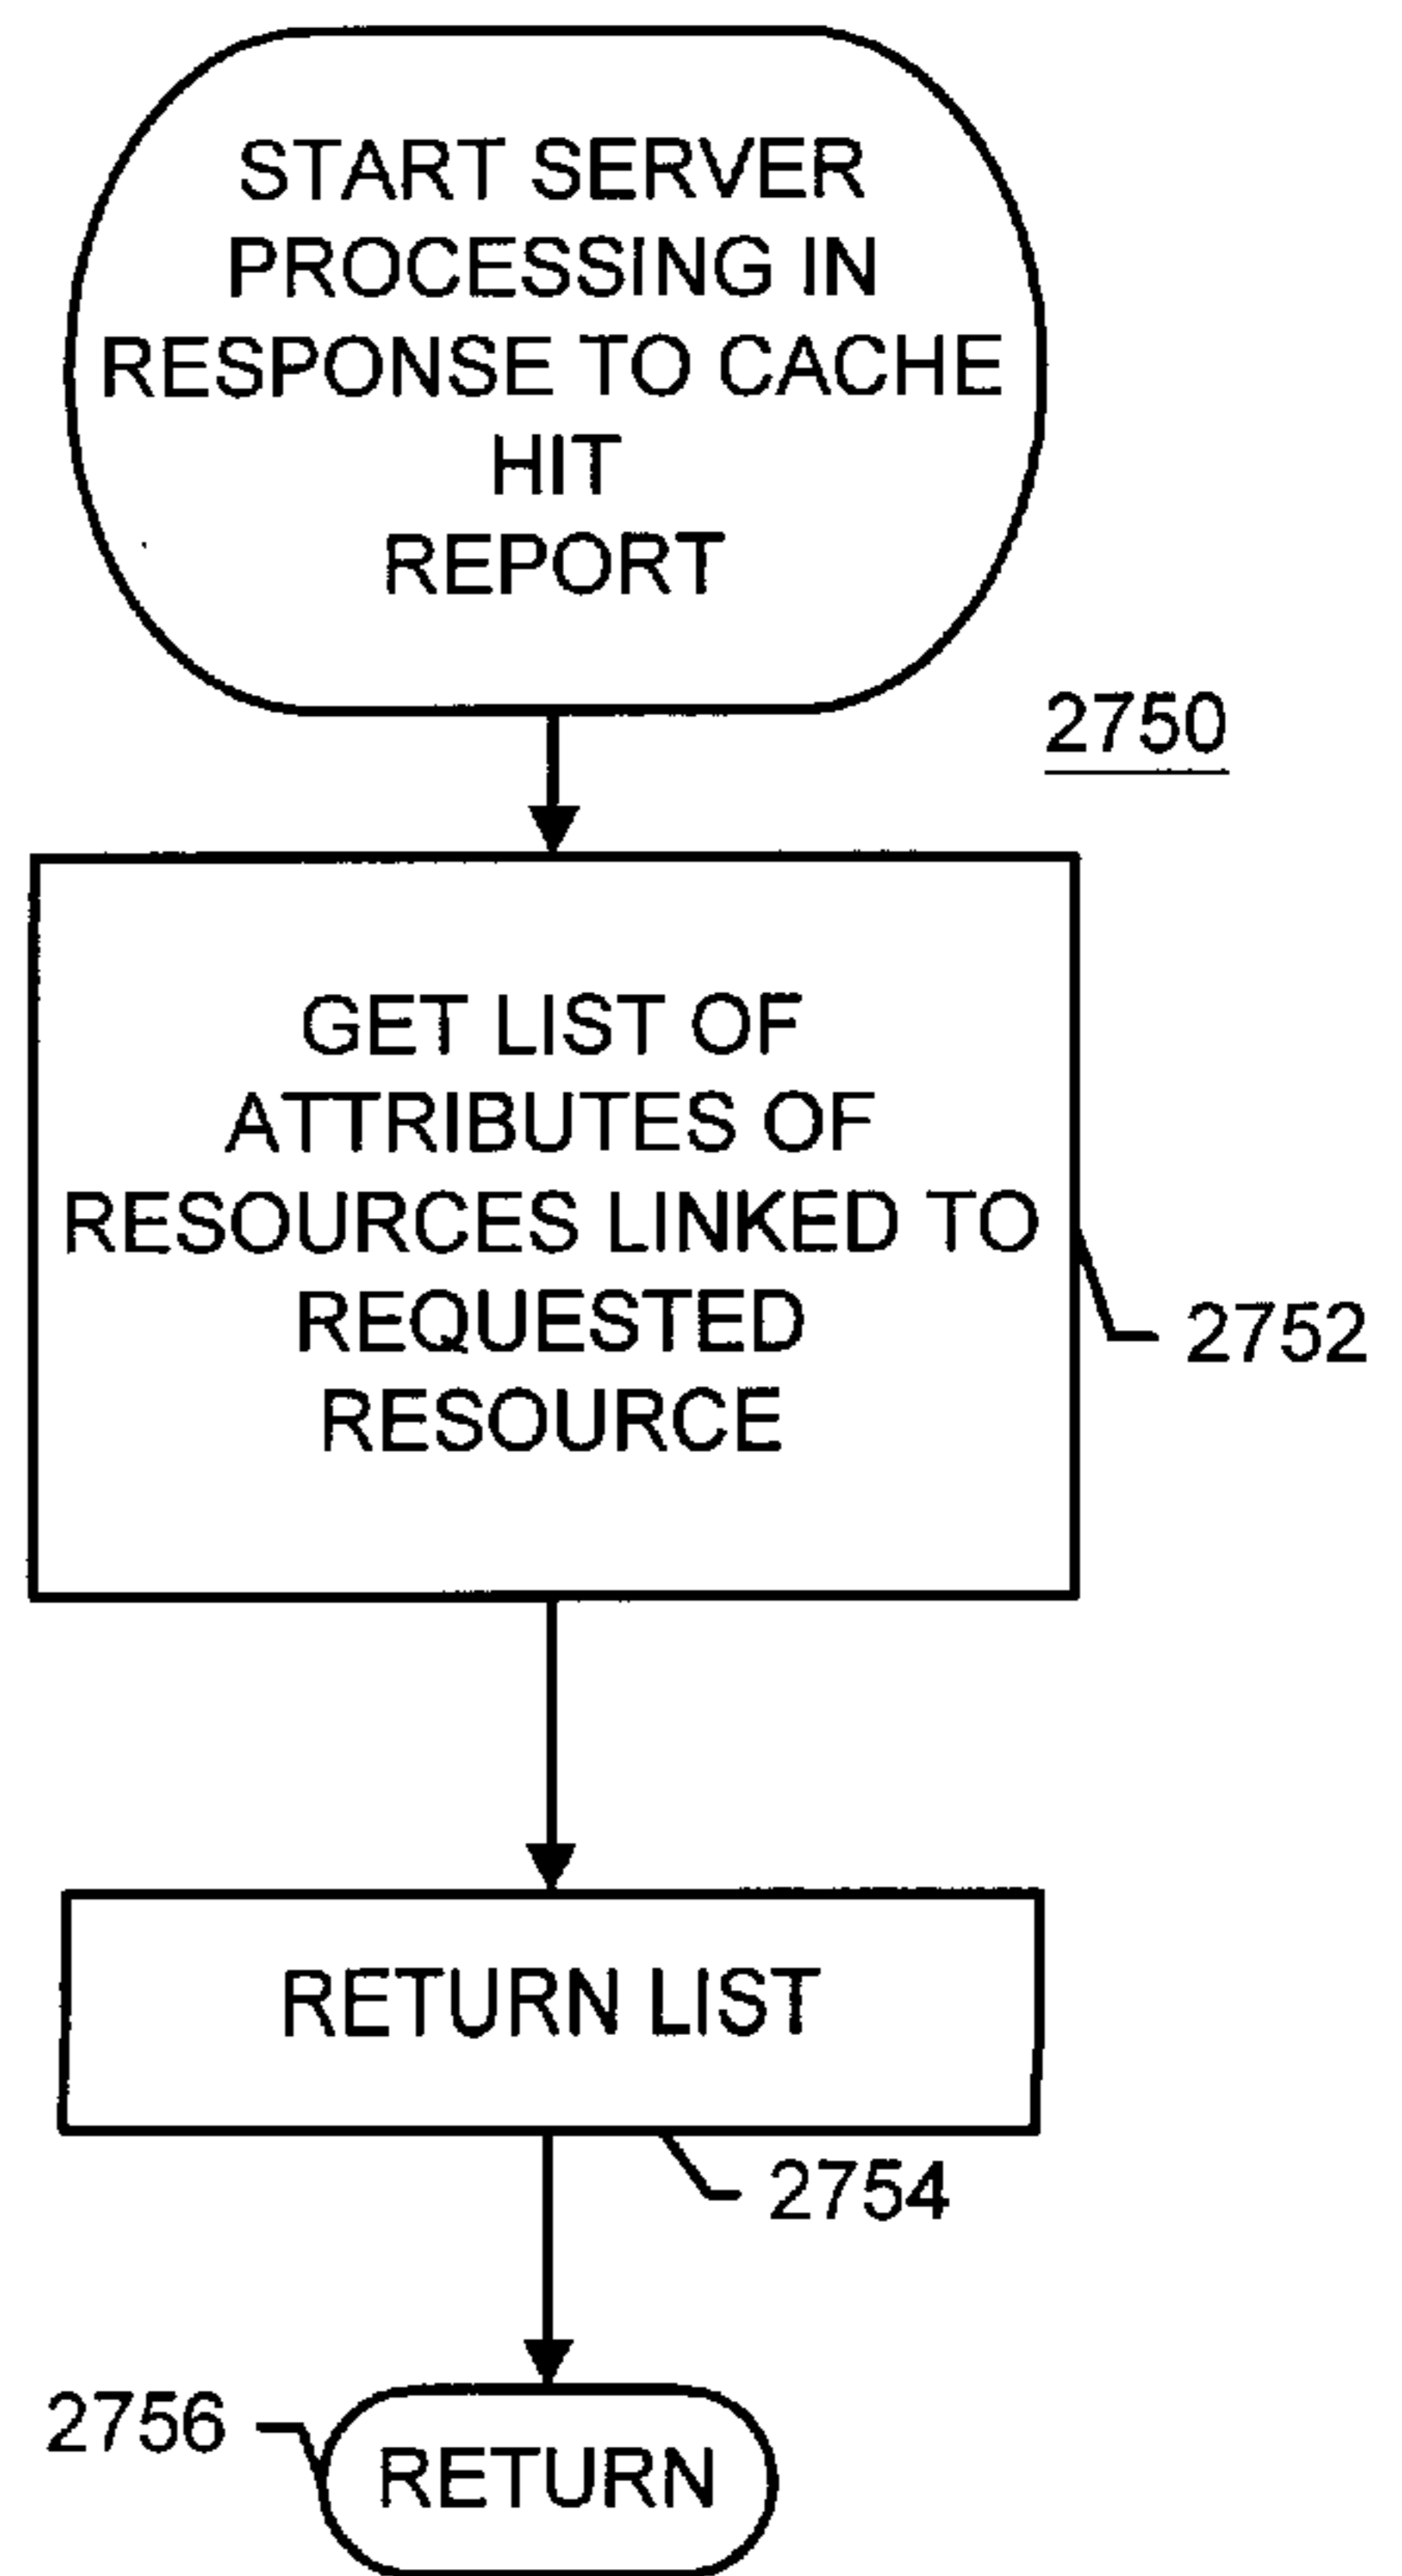 START SERVER
PROCESSING IN
RESPONSE TO CACHE
HIT
REPORT
2750
GET LIST OF
ATTRIBUTES OF
RESOURCES LINKED TO
REQUESTED
RESOURCE
2752
RETURN LIST
2754
2756
RETURN